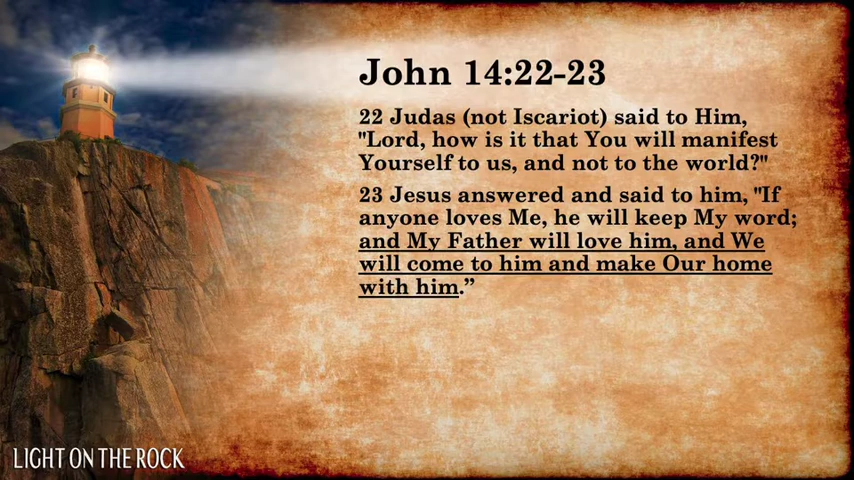 John 14:22-23
22 Judas (not Iscariot) said to Him,
"Lord, how is it that You will manifest
Yourself to us, and not to the world?"
23 Jesus answered and said to him, "If
anyone loves Me, he will keep My word;
and My Father will love him, and We
will come to him and make Our home
with him.”
LIGHT ON THE ROCK